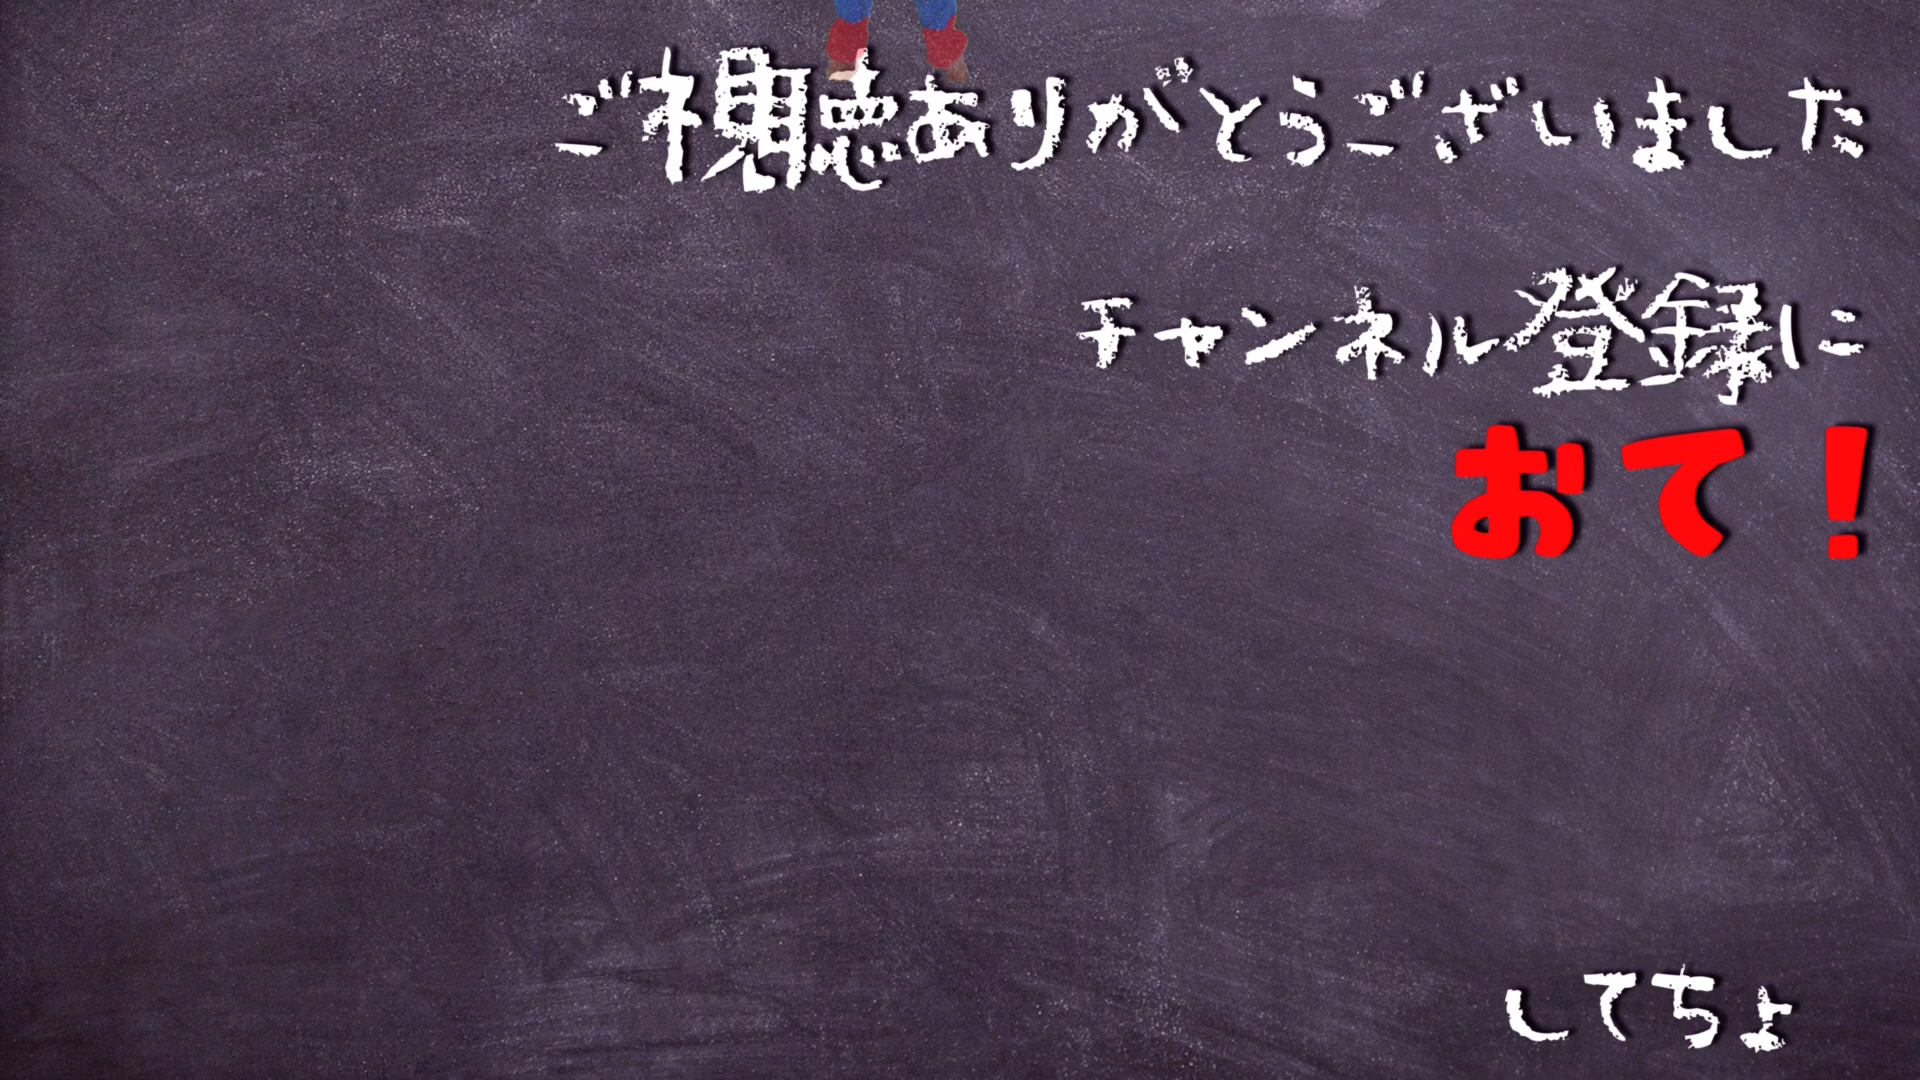 ご視聴ありがとうございました
チャンネル登録に
おて！
してちょ